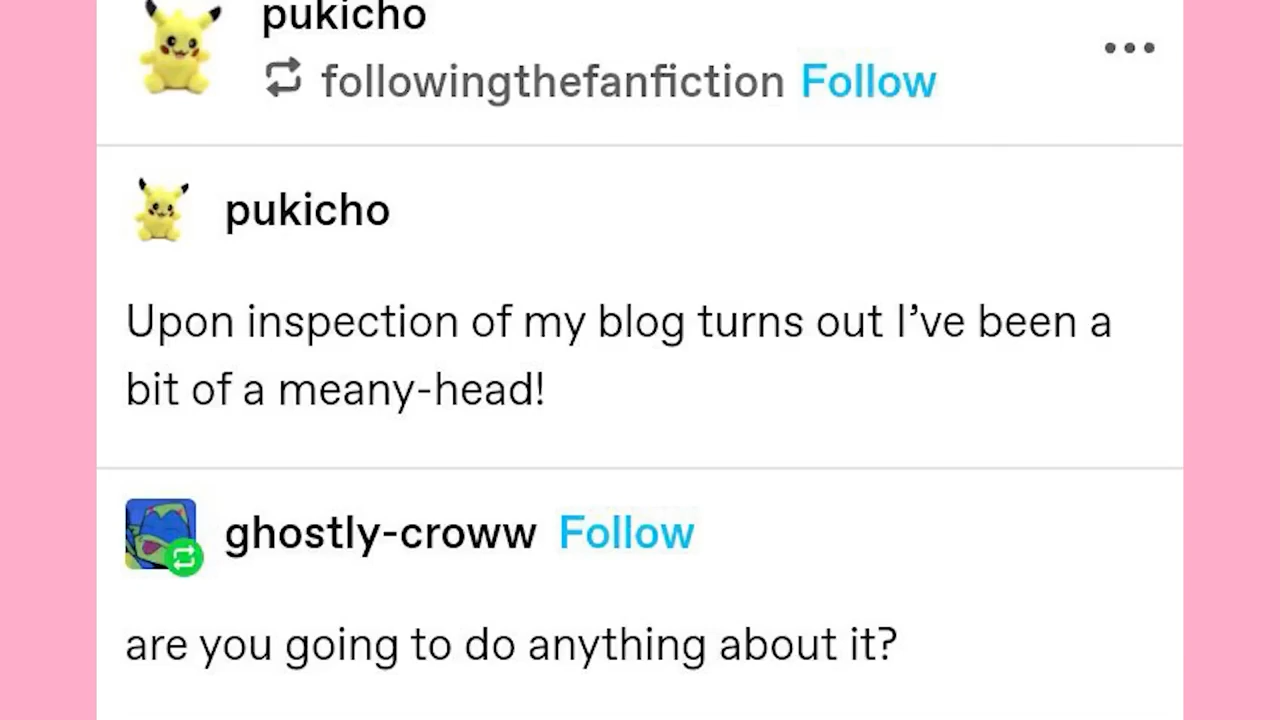 pukicho
followingthefanfiction Follow
pukicho
Upon inspection of my blog turns out I’ve been a
bit of a meany-head!
ghostly-croww Follow
are you going to do anything about it?